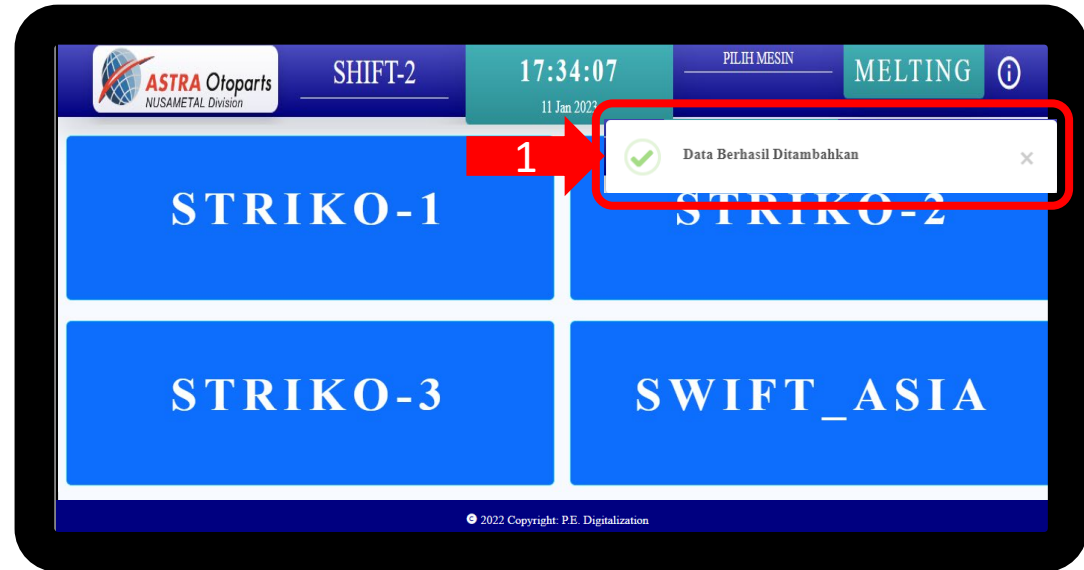 ASTRA Otoparts
NUSAMETAL Division
SHIFT-2
17:34:07
11 Jan 2023
PILIH MESIN
MELTING
1
Data Berhasil Ditambahkan
STRIKO-1
STRIKO-2
STRIKO-3
SWIFT_ASIA
© 2022 Copyright: P.E. Digitalization